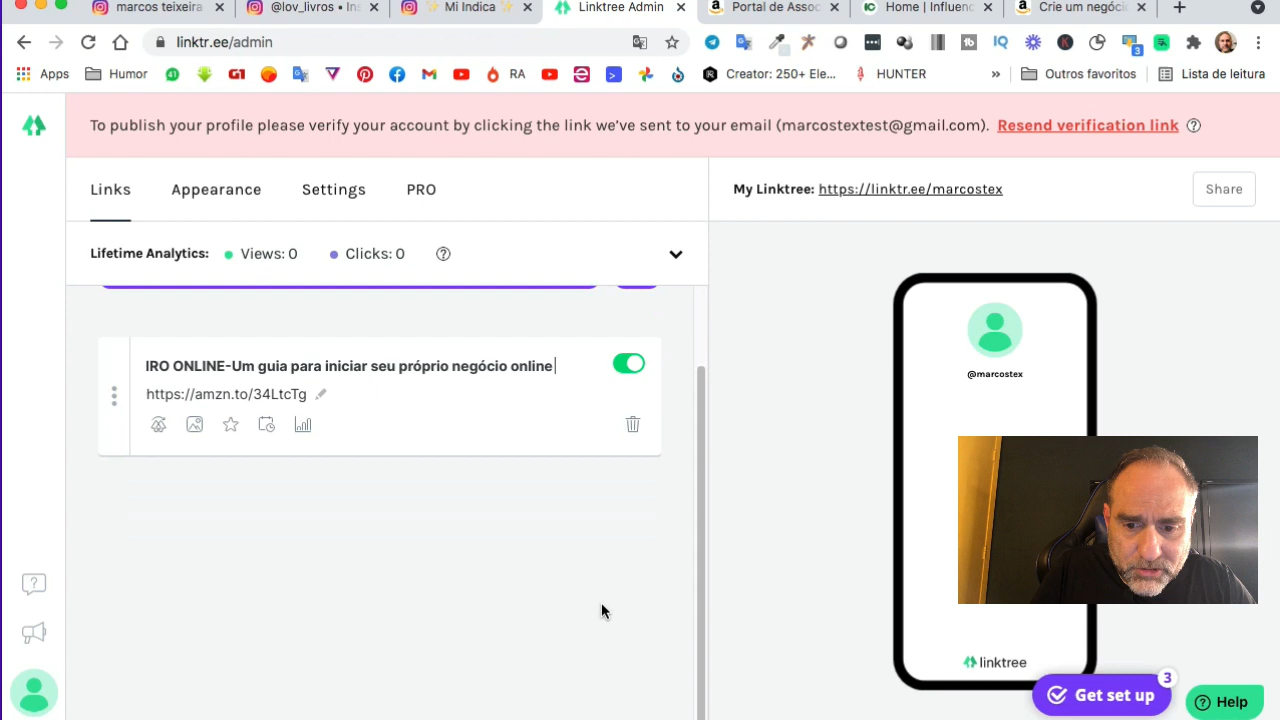 marcos teixeira
@lov_livros • Ins
Mi Indica
Linktree Admin
Portal de Assoc
Home | Influenc
Crie um negóci
linktr.ee/admin
Apps
Humor
RA
Creator: 250+ Ele...
HUNTER
»
Outros favoritos
Lista de leitura
To publish your profile please verify your account by clicking the link we've sent to your email (marcostextest@gmail.com). Resend verification link
Links
Appearance
Settings
PRO
My Linktree: https://linktr.ee/marcostex
Share
Lifetime Analytics:
Views: 0
Clicks: 0
IRO ONLINE-Um guia para iniciar seu próprio negócio online
https://amzn.to/34LtcTg
@marcostex
linktree
Get set up
3
Help